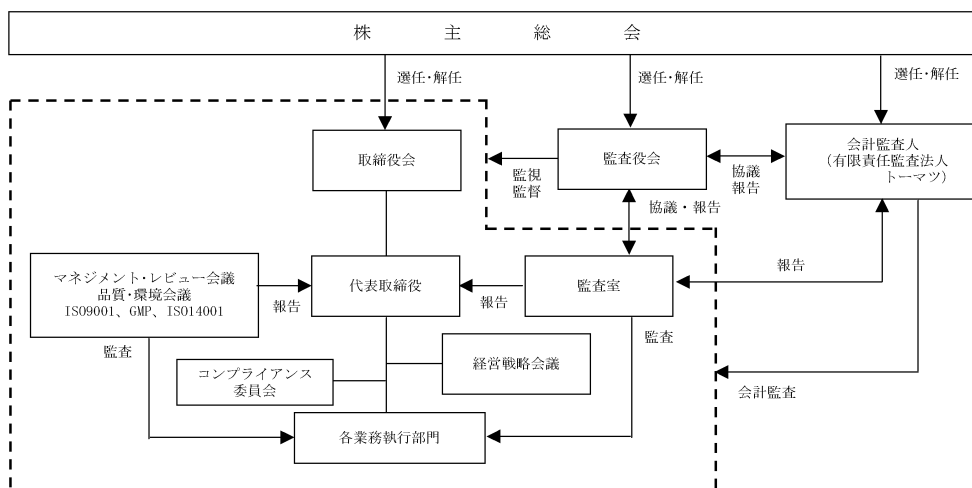 株主総会
選任・解任
選任・解任
選任・解任
取締役会
監視
監督
監査役会
協議
報告
会計監査人
（有限責任監査法人
トーマツ）
協議・報告
マネジメント・レビュー会議
品質・環境会議
ISO9001、GMP、ISO14001
報告
代表取締役
報告
監査室
報告
監査
監査
コンプライアンス
委員会
経営戦略会議
会計監査
各業務執行部門